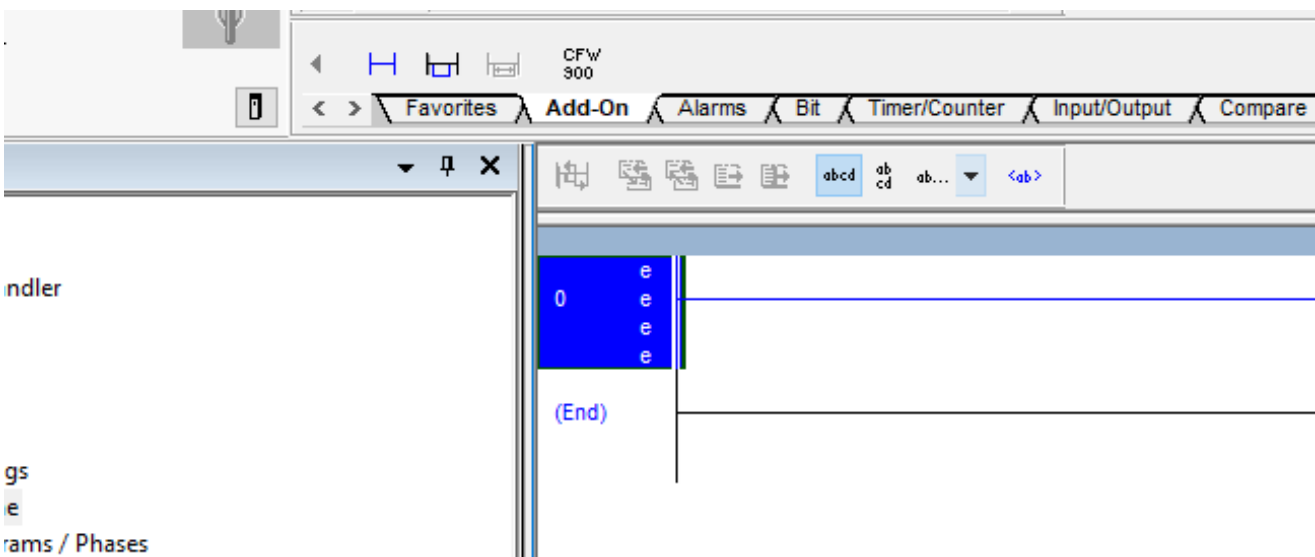 CFW
900
Favorites Add-On Alarms Bit Timer/Counter Input/Output Compare
abcd ab cd ab... <ab>
andler
e
0 e
e
e
(End)
gs
e
rams / Phases